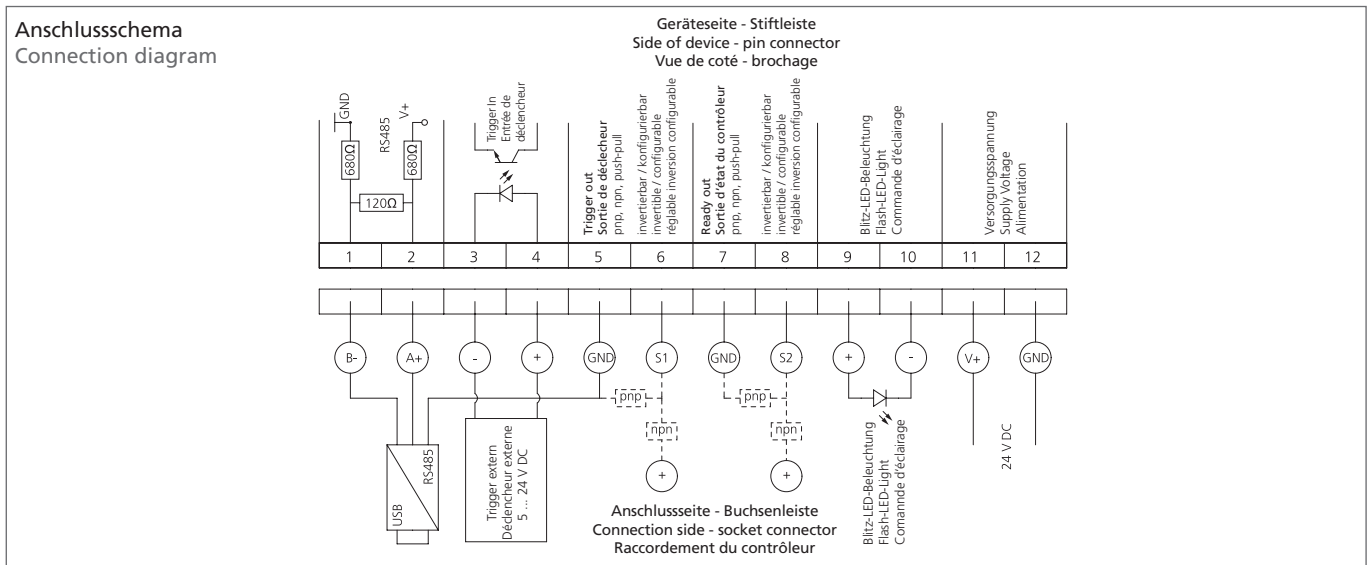 Anschlussschema
Connection diagram
Geräteseite - Stiftleiste
Side of device - pin connector
Vue de coté - brochage
GND
680Ω
RS485
V+
680Ω
120Ω
Trigger In
Entrée de
déclencheur
Trigger out
Sortie de déclecheur
pnp, npn, push-pull
invertierbar / konfigurierbar
invertible / configurable
réglable inversion configurable
Ready out
Sortie d'état du contrôleur
pnp, npn, push-pull
invertierbar / konfigurierbar
invertible / configurable
réglable inversion configurable
Blitz-LED-Beleuchtung
Flash-LED-Light
Commande d'éclairage
Versorgungsspannung
Supply Voltage
Alimentation
1 2 3 4 5 6 7 8 9 10 11 12
B- A+ - + GND S1 GND S2 + - V+ GND
pnp
npn
+
pnp
npn
+
USB
RS485
Trigger extern
Déclencheur externe
5 ... 24 V DC
Blitz-LED-Beleuchtung
Flash-LED-Light
Comannde d'éclairage
24 V DC
Anschlussseite - Buchsenleiste
Connection side - socket connector
Raccordement du contrôleur